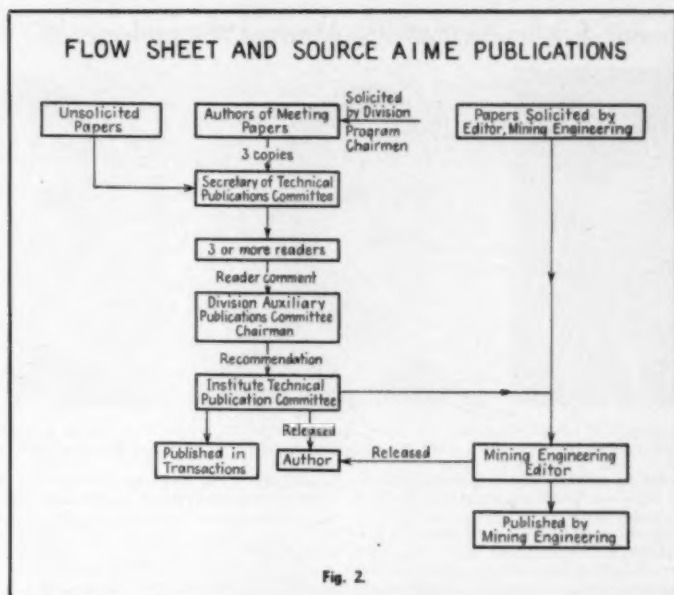 FLOW SHEET AND SOURCE AIME PUBLICATIONS
Unsolicited
Papers
Authors of Meeting
Papers
Solicited
by Division
Program
Chairmen
Papers Solicited by
Editor, Mining Engineering
3 copies
Secretary of Technical
Publications Committee
3 or more readers
Reader comment
Division Auxiliary
Publications Committee
Chairman
Recommendation
Institute Technical
Publication Committee
Released
Published in
Transactions
Author
Released
Mining Engineering
Editor
Published by
Mining Engineering
Fig. 2.